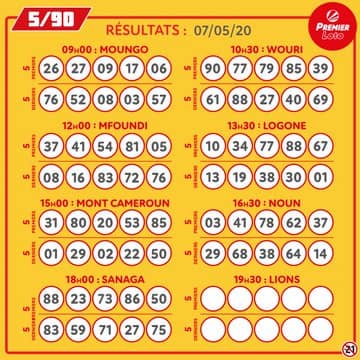 5/90
RÉSULTATS : 07/05/20
PREMIER
Loto
09H00 : MOUNGO
5 PREMIERS 26 27 09 17 06
5 DERNIERS 76 52 08 03 57
10H30 : WOURI
5 PREMIERS 90 77 79 85 39
5 DERNIERS 61 88 27 40 69
12H00 : MFOUNDI
5 PREMIERS 37 41 54 81 05
5 DERNIERS 08 16 83 72 76
13H30 : LOGONE
5 PREMIERS 10 34 77 88 67
5 DERNIERS 13 19 38 30 01
15H00 : MONT CAMEROUN
5 PREMIERS 31 80 20 53 85
5 DERNIERS 01 29 02 22 50
16H30 : NOUN
5 PREMIERS 03 41 78 62 37
5 DERNIERS 29 68 38 64 14
18H00 : SANAGA
5 PREMIERS 88 23 73 86 50
5 DERNIERS 83 59 71 27 75
19H30 : LIONS
5 PREMIERS
5 DERNIERS